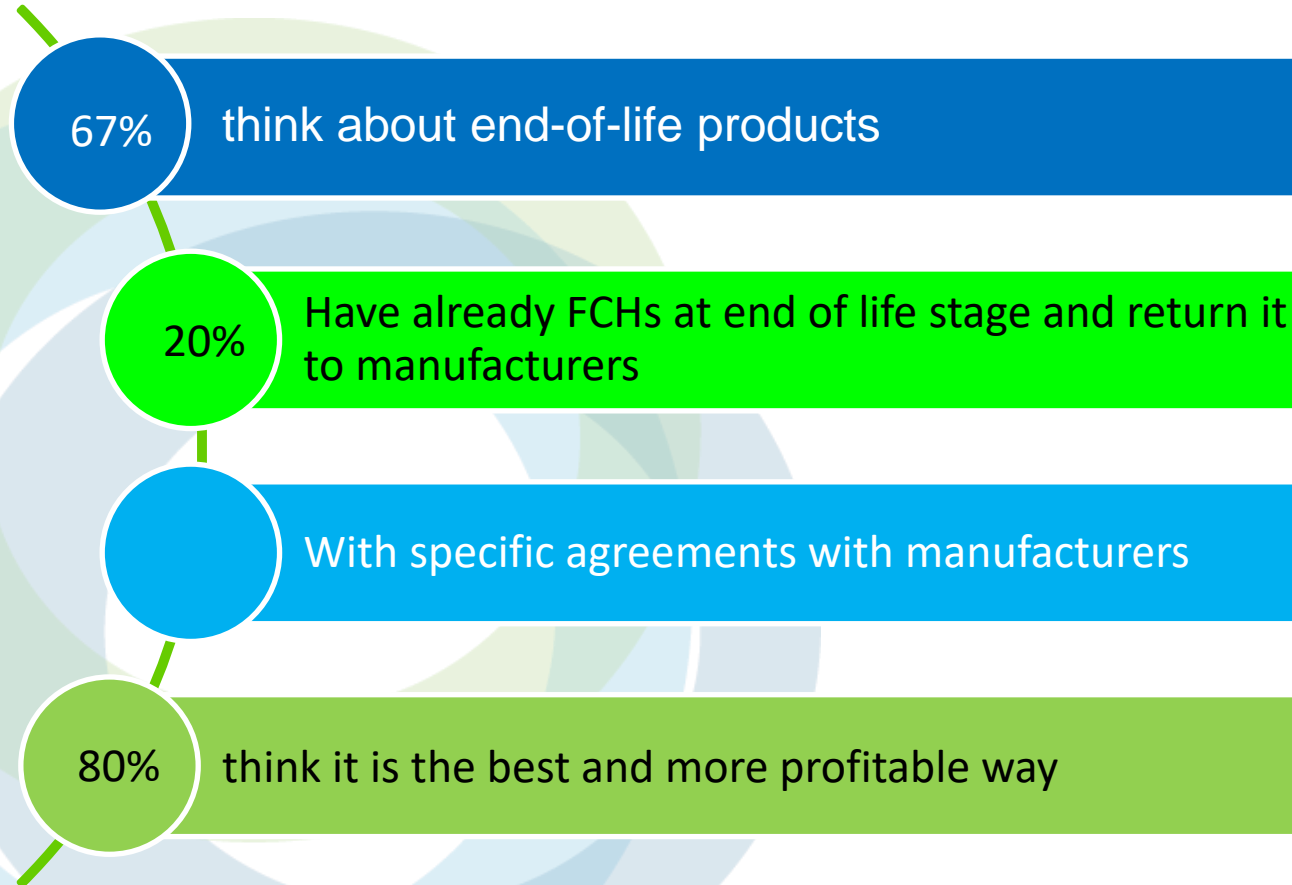 67%
think about end-of-life products
20%
Have already FCHs at end of life stage and return it
to manufacturers
With specific agreements with manufacturers
80%
think it is the best and more profitable way